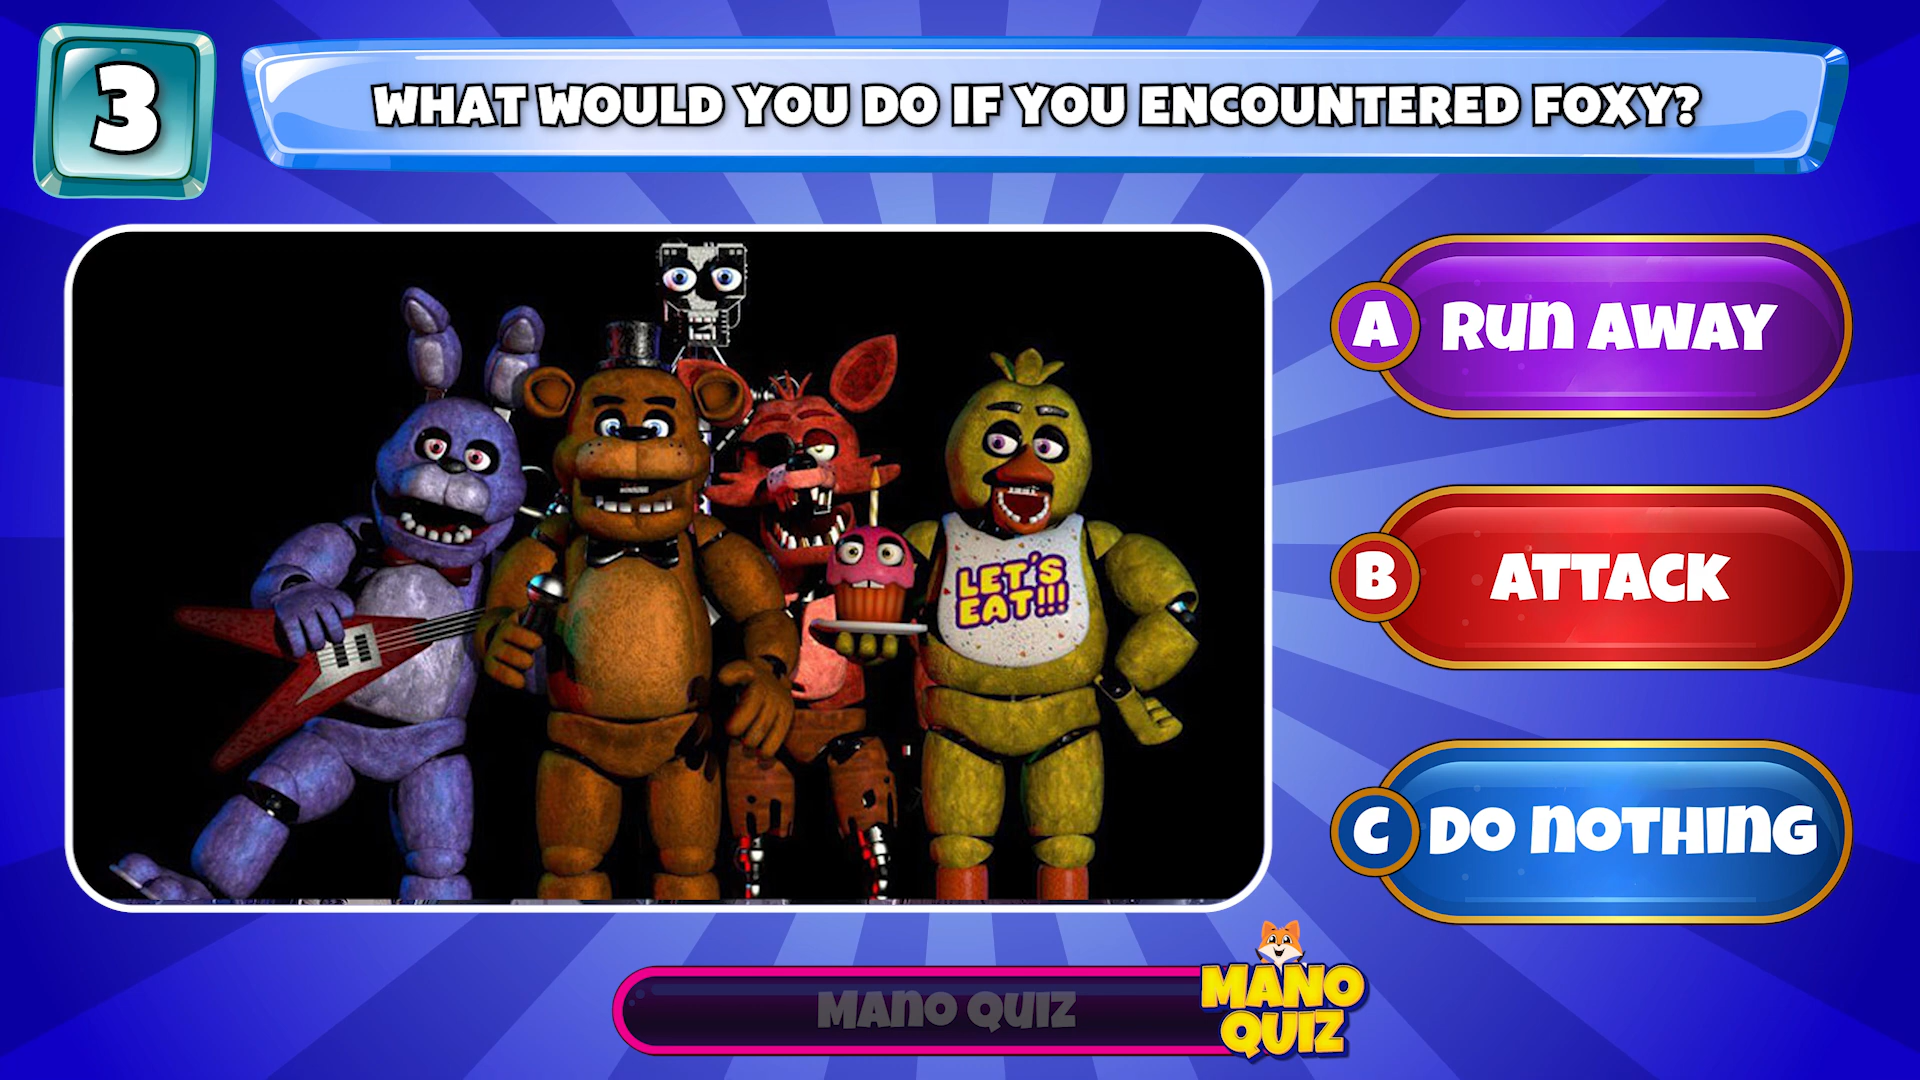 3
WHAT WOULD YOU DO IF YOU ENCOUNTERED FOXY?
LET'S
EAT!!!
A RUN AWAY
B ATTACK
C DO NOTHING
MANO QUIZ
MANO
QUIZ